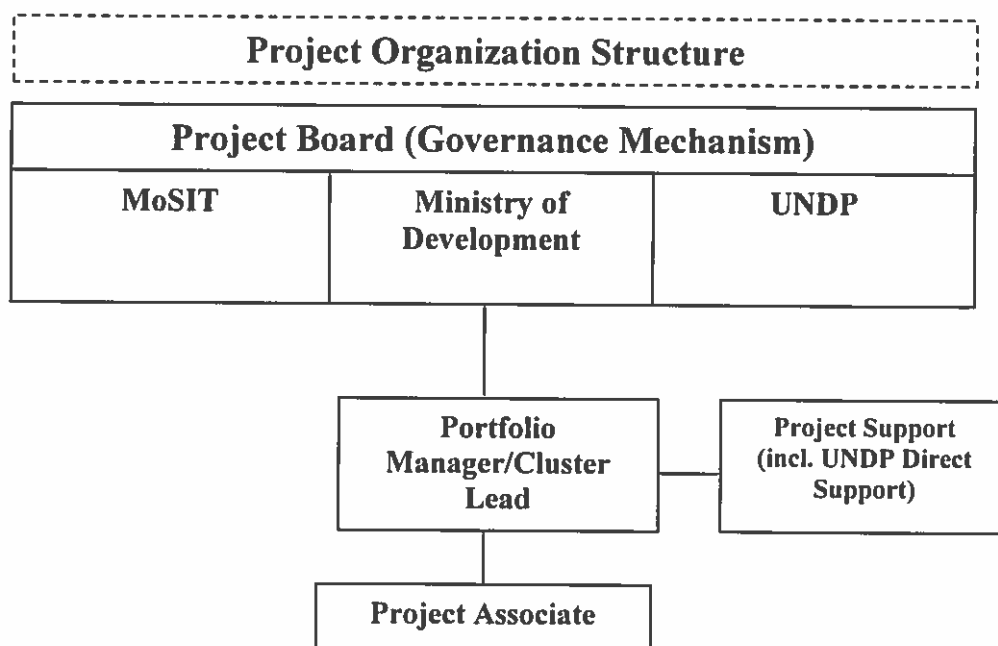 Project Organization Structure
Project Board (Governance Mechanism)
MoSIT
Ministry of
Development
UNDP
Portfolio
Manager/Cluster
Lead
Project Support
(incl. UNDP Direct
Support)
Project Associate